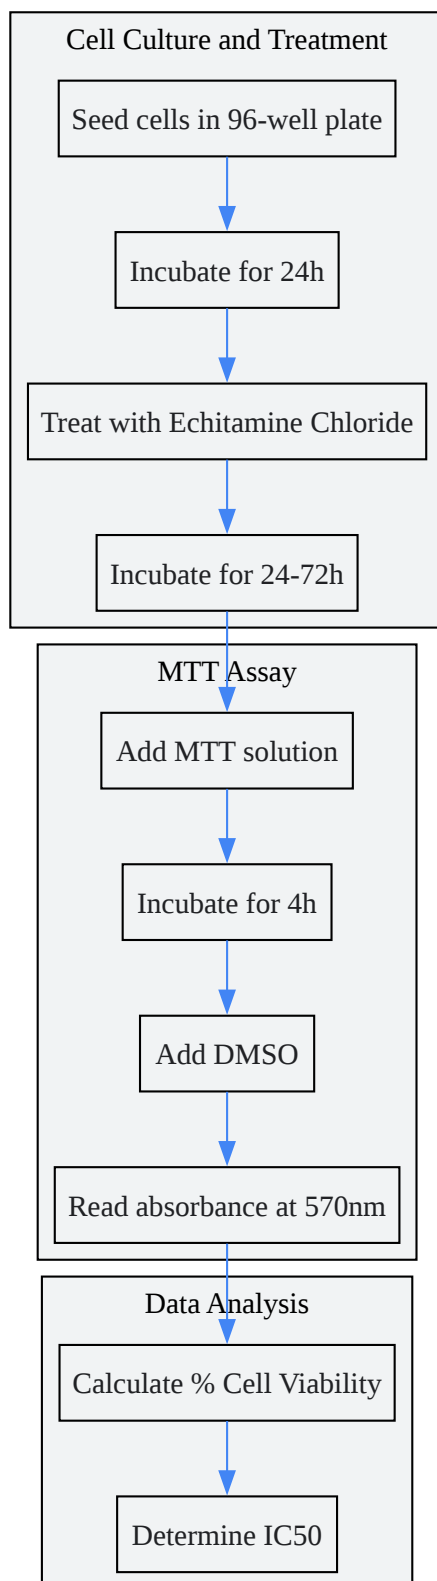 Cell Culture and Treatment
Seed cells in 96-well plate
Incubate for 24h
Treat with Echitamine Chloride
Incubate for 24-72h
MTT Assay
Add MTT solution
Incubate for 4h
Add DMSO
Read absorbance at 570nm
Data Analysis
Calculate % Cell Viability
Determine IC50